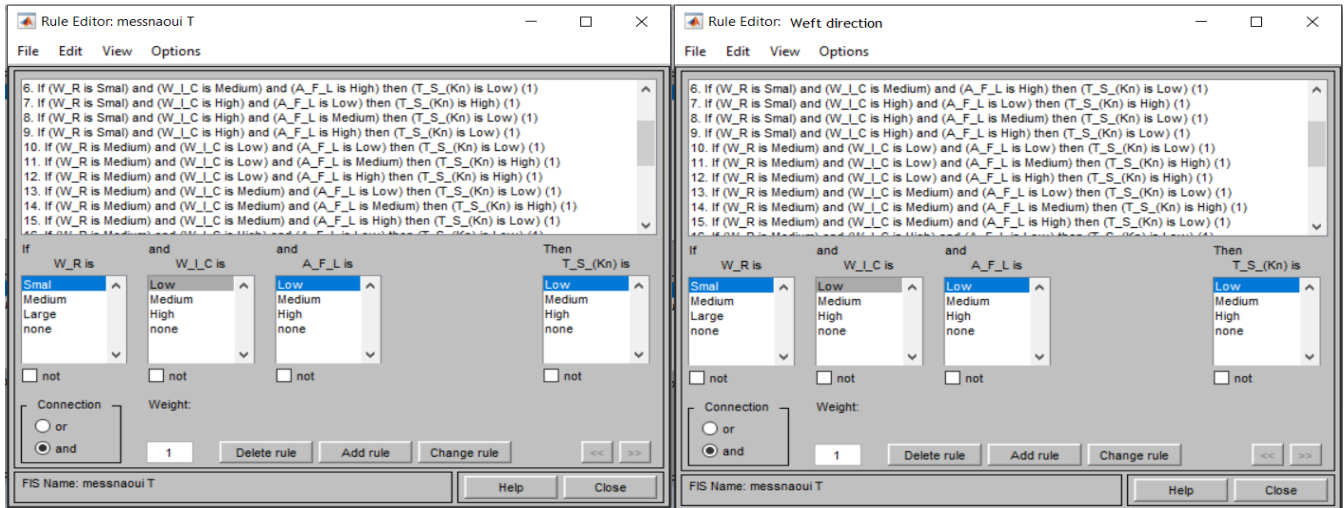 Rule Editor: messnaoui T
File Edit View Options
6. If (W_R is Smal) and (W_I_C is Medium) and (A_F_L is High) then (T_S_(Kn) is Low) (1)
7. If (W_R is Smal) and (W_I_C is High) and (A_F_L is Low) then (T_S_(Kn) is High) (1)
8. If (W_R is Smal) and (W_I_C is High) and (A_F_L is Medium) then (T_S_(Kn) is Low) (1)
9. If (W_R is Smal) and (W_I_C is High) and (A_F_L is High) then (T_S_(Kn) is Low) (1)
10. If (W_R is Medium) and (W_I_C is Low) and (A_F_L is Low) then (T_S_(Kn) is Low) (1)
11. If (W_R is Medium) and (W_I_C is Low) and (A_F_L is Medium) then (T_S_(Kn) is High) (1)
12. If (W_R is Medium) and (W_I_C is Low) and (A_F_L is High) then (T_S_(Kn) is High) (1)
13. If (W_R is Medium) and (W_I_C is Medium) and (A_F_L is Low) then (T_S_(Kn) is Low) (1)
14. If (W_R is Medium) and (W_I_C is Medium) and (A_F_L is Medium) then (T_S_(Kn) is High) (1)
15. If (W_R is Medium) and (W_I_C is Medium) and (A_F_L is High) then (T_S_(Kn) is Low) (1)
If and and Then
W_R is W_I_C is A_F_L is T_S_(Kn) is
Smal Low Low Low
Medium Medium Medium Medium
Large High High High
none none none none
not not not not
Connection Weight:
or
and 1 Delete rule Add rule Change rule << >>
FIS Name: messnaoui T Help Close
Rule Editor: Weft direction
File Edit View Options
6. If (W_R is Smal) and (W_I_C is Medium) and (A_F_L is High) then (T_S_(Kn) is Low) (1)
7. If (W_R is Smal) and (W_I_C is High) and (A_F_L is Low) then (T_S_(Kn) is High) (1)
8. If (W_R is Smal) and (W_I_C is High) and (A_F_L is Medium) then (T_S_(Kn) is Low) (1)
9. If (W_R is Smal) and (W_I_C is High) and (A_F_L is High) then (T_S_(Kn) is Low) (1)
10. If (W_R is Medium) and (W_I_C is Low) and (A_F_L is Low) then (T_S_(Kn) is Low) (1)
11. If (W_R is Medium) and (W_I_C is Low) and (A_F_L is Medium) then (T_S_(Kn) is High) (1)
12. If (W_R is Medium) and (W_I_C is Low) and (A_F_L is High) then (T_S_(Kn) is High) (1)
13. If (W_R is Medium) and (W_I_C is Medium) and (A_F_L is Low) then (T_S_(Kn) is Low) (1)
14. If (W_R is Medium) and (W_I_C is Medium) and (A_F_L is Medium) then (T_S_(Kn) is High) (1)
15. If (W_R is Medium) and (W_I_C is Medium) and (A_F_L is High) then (T_S_(Kn) is Low) (1)
If and and Then
W_R is W_I_C is A_F_L is T_S_(Kn) is
Smal Low Low Low
Medium Medium Medium Medium
Large High High High
none none none none
not not not not
Connection Weight:
or
and 1 Delete rule Add rule Change rule << >>
FIS Name: messnaoui T Help Close